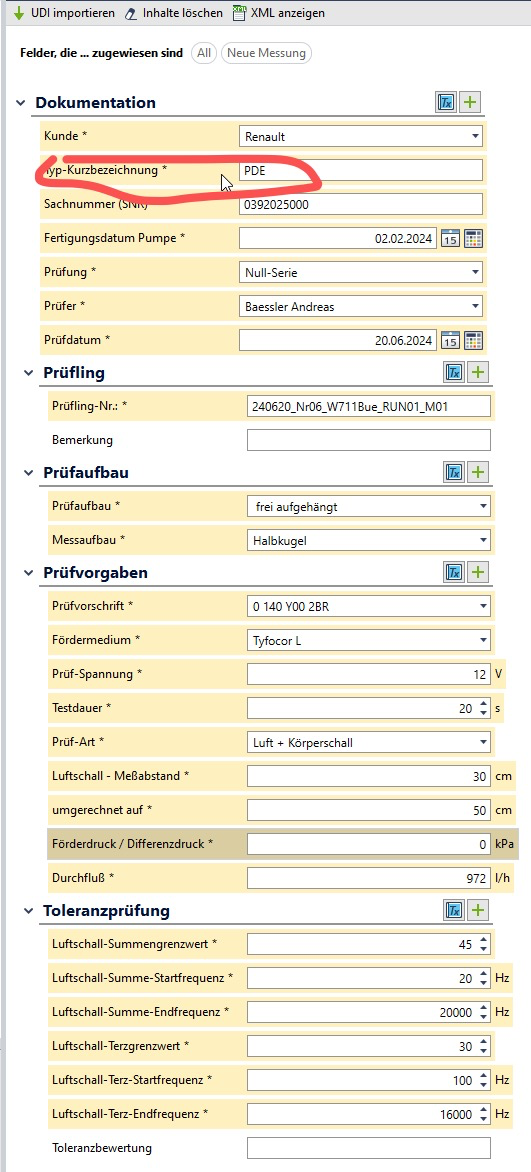 UDI importieren Inhalte löschen XML anzeigen
Felder, die ... zugewiesen sind All Neue Messung
Dokumentation
Kunde * Renault
Typ-Kurzbezeichnung * PDE
Sachnummer (SNR) 0392025000
Fertigungsdatum Pumpe * 02.02.2024 15
Prüfung * Null-Serie
Prüfer * Baessler Andreas
Prüfdatum * 20.06.2024 15
Prüfling
Prüfling-Nr.: * 240620_Nr06_W711Bue_RUN01_M01
Bemerkung
Prüfaufbau
Prüfaufbau * frei aufgehängt
Messaufbau * Halbkugel
Prüfvorgaben
Prüfvorschrift * 0 140 Y00 2BR
Fördermedium * Tyfocor L
Prüf-Spannung * 12 V
Testdauer * 20 s
Prüf-Art * Luft + Körperschall
Luftschall - Meßabstand * 30 cm
umgerechnet auf * 50 cm
Förderdruck / Differenzdruck * 0 kPa
Durchfluß * 972 l/h
Toleranzprüfung
Luftschall-Summengrenzwert * 45
Luftschall-Summe-Startfrequenz * 20 Hz
Luftschall-Summe-Endfrequenz * 20000 Hz
Luftschall-Terzgrenzwert * 30
Luftschall-Terz-Startfrequenz * 100 Hz
Luftschall-Terz-Endfrequenz * 16000 Hz
Toleranzbewertung